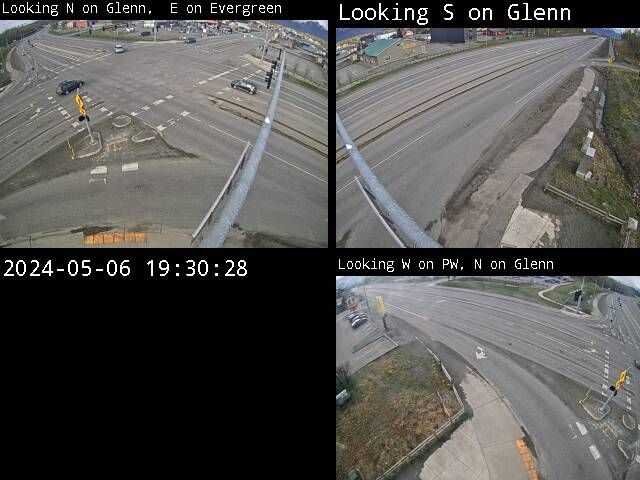 Looking N on Glenn, E on Evergreen
Looking S on Glenn
2024-05-06 19:30:28
Looking W on PW, N on Glenn